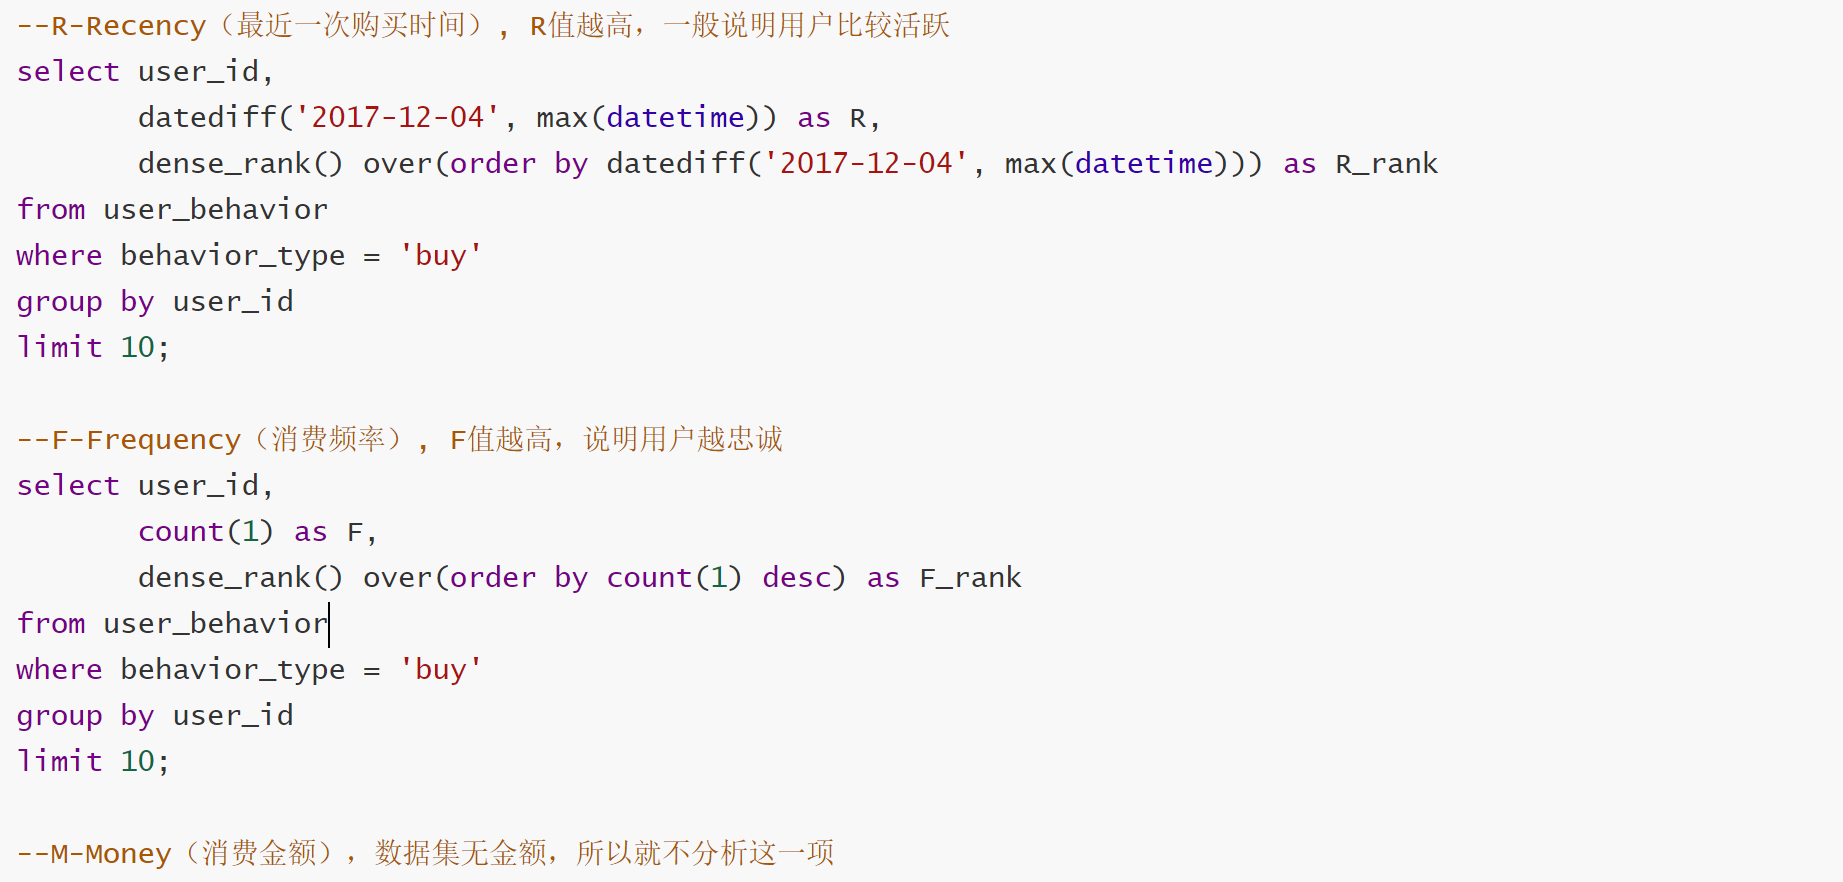 --R-Recency（最近一次购买时间）, R值越高，一般说明用户比较活跃
select user_id,
       datediff('2017-12-04', max(datetime)) as R,
       dense_rank() over(order by datediff('2017-12-04', max(datetime))) as R_rank
from user_behavior
where behavior_type = 'buy'
group by user_id
limit 10;
--F-Frequency（消费频率）, F值越高，说明用户越忠诚
select user_id,
       count(1) as F,
       dense_rank() over(order by count(1) desc) as F_rank
from user_behavior
where behavior_type = 'buy'
group by user_id
limit 10;
--M-Money（消费金额），数据集无金额，所以就不分析这一项